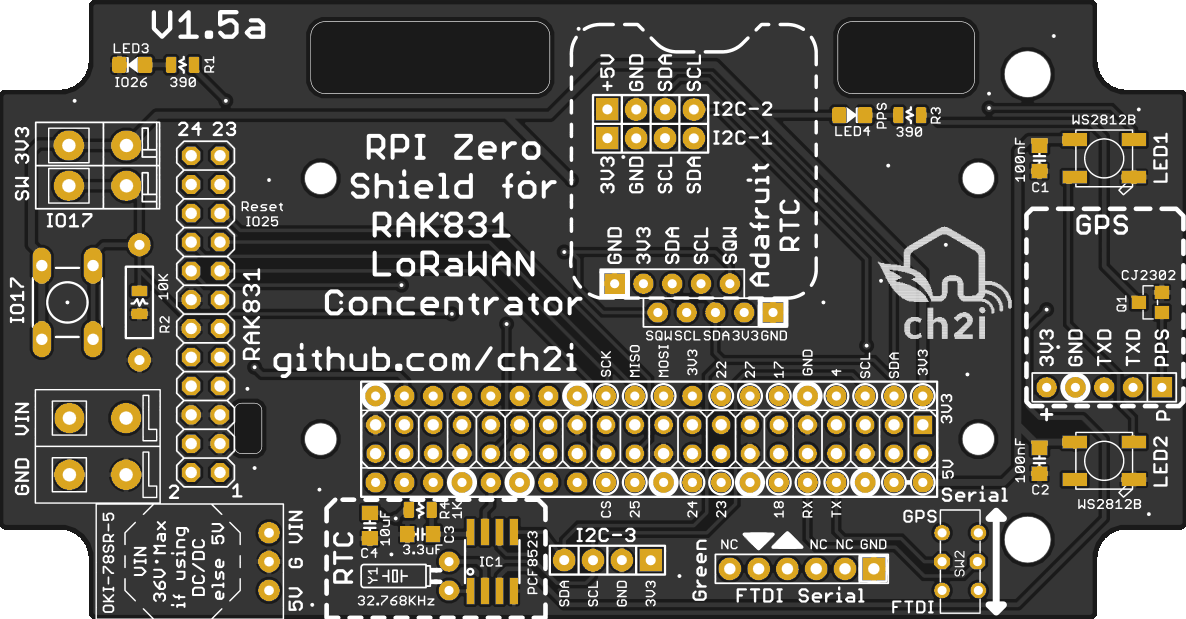 V1.5a
LED3
IO26
390
R1
+5V
GND
SDA
SCL
I2C-2
I2C-1
3V3
GND
SCL
SDA
LED4
PPS
390
R3
WS2812B
100nF
C1
LED1
SW 3V3
IO17
24 23
Reset
IO25
RPI Zero
Shield for
RAK831
LoRaWAN
Concentrator
github.com/ch2i
Adafruit
RTC
GND
3V3
SDA
SCL
SQW
SQW
SCL
SDA
3V3
GND
ch2i
GPS
CJ2302
Q1
3V3
GND
TXD
TXD
PPS
+
P
IO17
10K
R2
RAK831
VIN
GND
2
1
SCK
MISO
MOSI
3V3
22
27
17
GND
4
SCL
SDA
3V3
3V3
5V
CS
25
24
23
18
RX
TX
100nF
C2
LED2
WS2812B
OKI-78SR-5
VIN
36V Max
if using
DC/DC
else 5V
VIN
G
5V
RTC
10uF
C4
R4
1K
C3
3.3uF
Y1
32.768KHz
IC1
PCF8523
I2C-3
SDA
SCL
GND
3V3
Green
NC
NC
NC
GND
FTDI Serial
Serial
GPS
SW2
FTDI